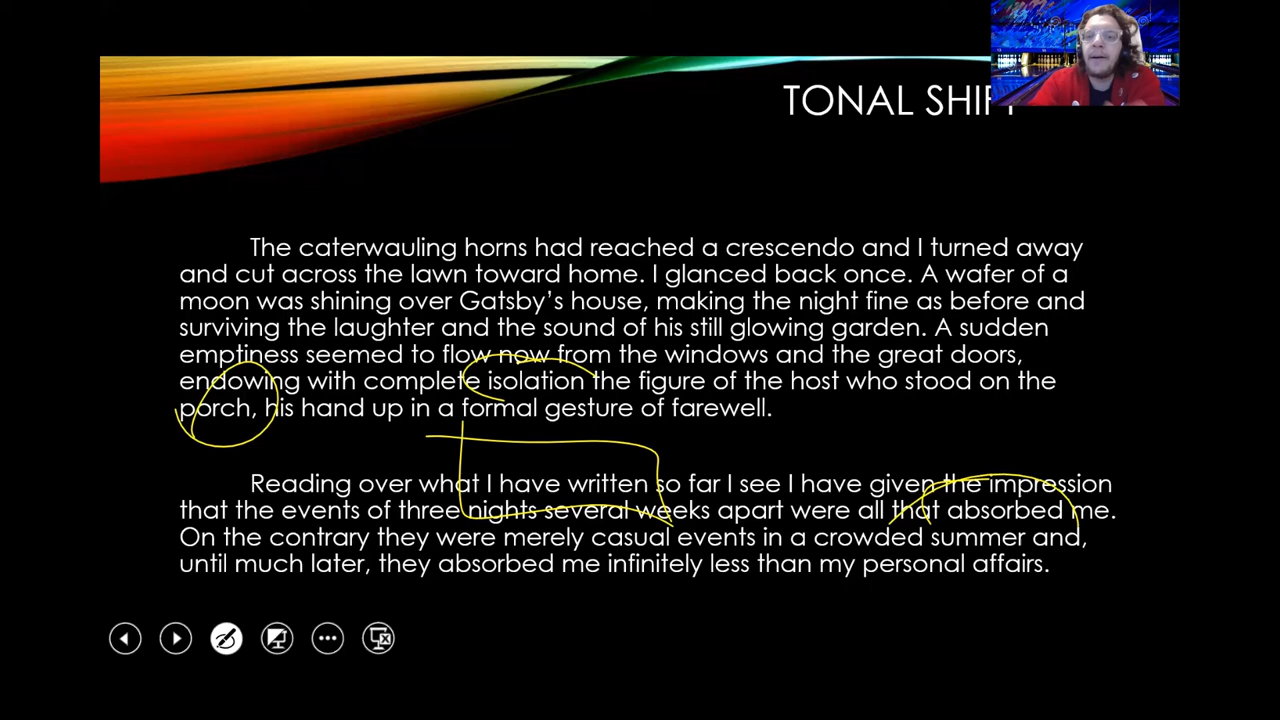 TONAL SHIFT
The caterwauling horns had reached a crescendo and I turned away
and cut across the lawn toward home. I glanced back once. A wafer of a
moon was shining over Gatsby’s house, making the night fine as before and
surviving the laughter and the sound of his still glowing garden. A sudden
emptiness seemed to flow now from the windows and the great doors,
endowing with complete isolation the figure of the host who stood on the
porch, his hand up in a formal gesture of farewell.
Reading over what I have written so far I see I have given the impression
that the events of three nights several weeks apart were all that absorbed me.
On the contrary they were merely casual events in a crowded summer and,
until much later, they absorbed me infinitely less than my personal affairs.